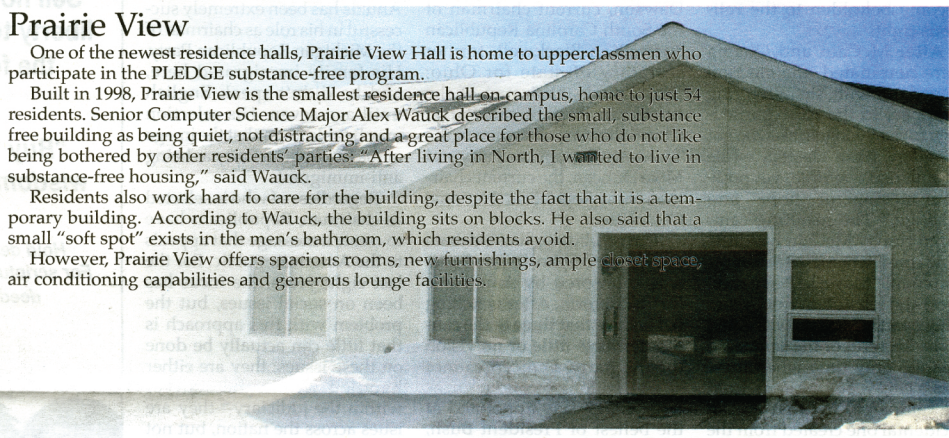 Prairie View
One of the newest residence halls, Prairie View Hall is home to upperclassmen who
participate in the PLEDGE substance-free program.
Built in 1998, Prairie View is the smallest residence hall on campus, home to just 54
residents. Senior Computer Science Major Alex Wauck described the small, substance
free building as being quiet, not distracting and a great place for those who do not like
being bothered by other residents' parties: “After living in North, I wanted to live in
substance-free housing,” said Wauck.
Residents also work hard to care for the building, despite the fact that it is a tem-
porary building. According to Wauck, the building sits on blocks. He also said that a
small “soft spot” exists in the men's bathroom, which residents avoid.
However, Prairie View offers spacious rooms, new furnishings, ample closet space,
air conditioning capabilities and generous lounge facilities.